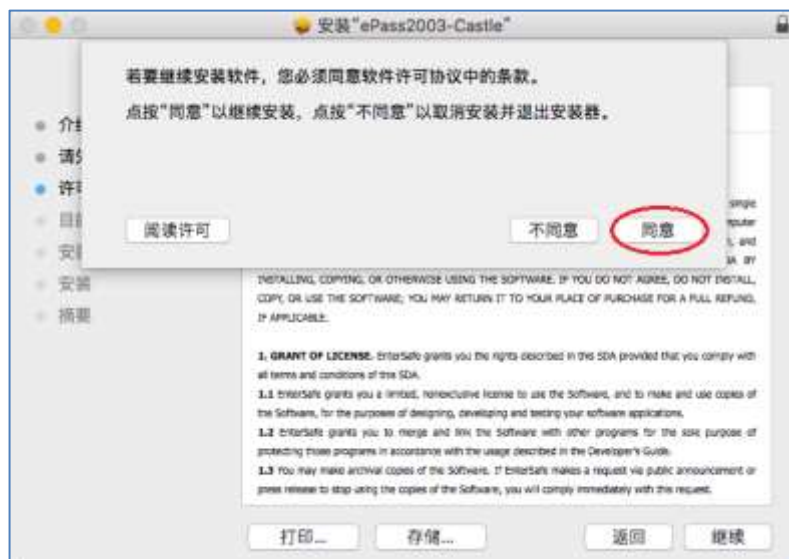 安装"ePass2003-Castle"
若要继续安装软件，您必须同意软件许可协议中的条款。
点按"同意"以继续安装，点按"不同意"以取消安装并退出安装器。
阅读许可
不同意
同意
介绍
请
许可
目
安
安装
摘要
single
and
BY
INSTALLING, COPYING, OR OTHERWISE USING THE SOFTWARE. IF YOU DO NOT AGREE, DO NOT INSTALL,
COPY, OR USE THE SOFTWARE; YOU MAY RETURN IT TO YOUR PLACE OF PURCHASE FOR A FULL REFUND,
IF APPLICABLE.
1. GRANT OF LICENSE. EnterSafe grants you the rights described in this SDA provided that you comply with
all terms and conditions of this SDA.
1.1 EnterSafe grants you a limited, nonexclusive license to use the Software, and to make and use copies of
the Software, for the purposes of designing, developing and testing your software applications.
1.2 EnterSafe grants you to merge and link the Software with other programs for the sole purpose of
protecting those programs in accordance with the usage described in the Developer's Guide.
1.3 You may make archival copies of the Software. If EnterSafe makes a request via public announcement or
press release to stop using the copies of the Software, you will comply immediately with this request.
打印...
存储...
返回
继续